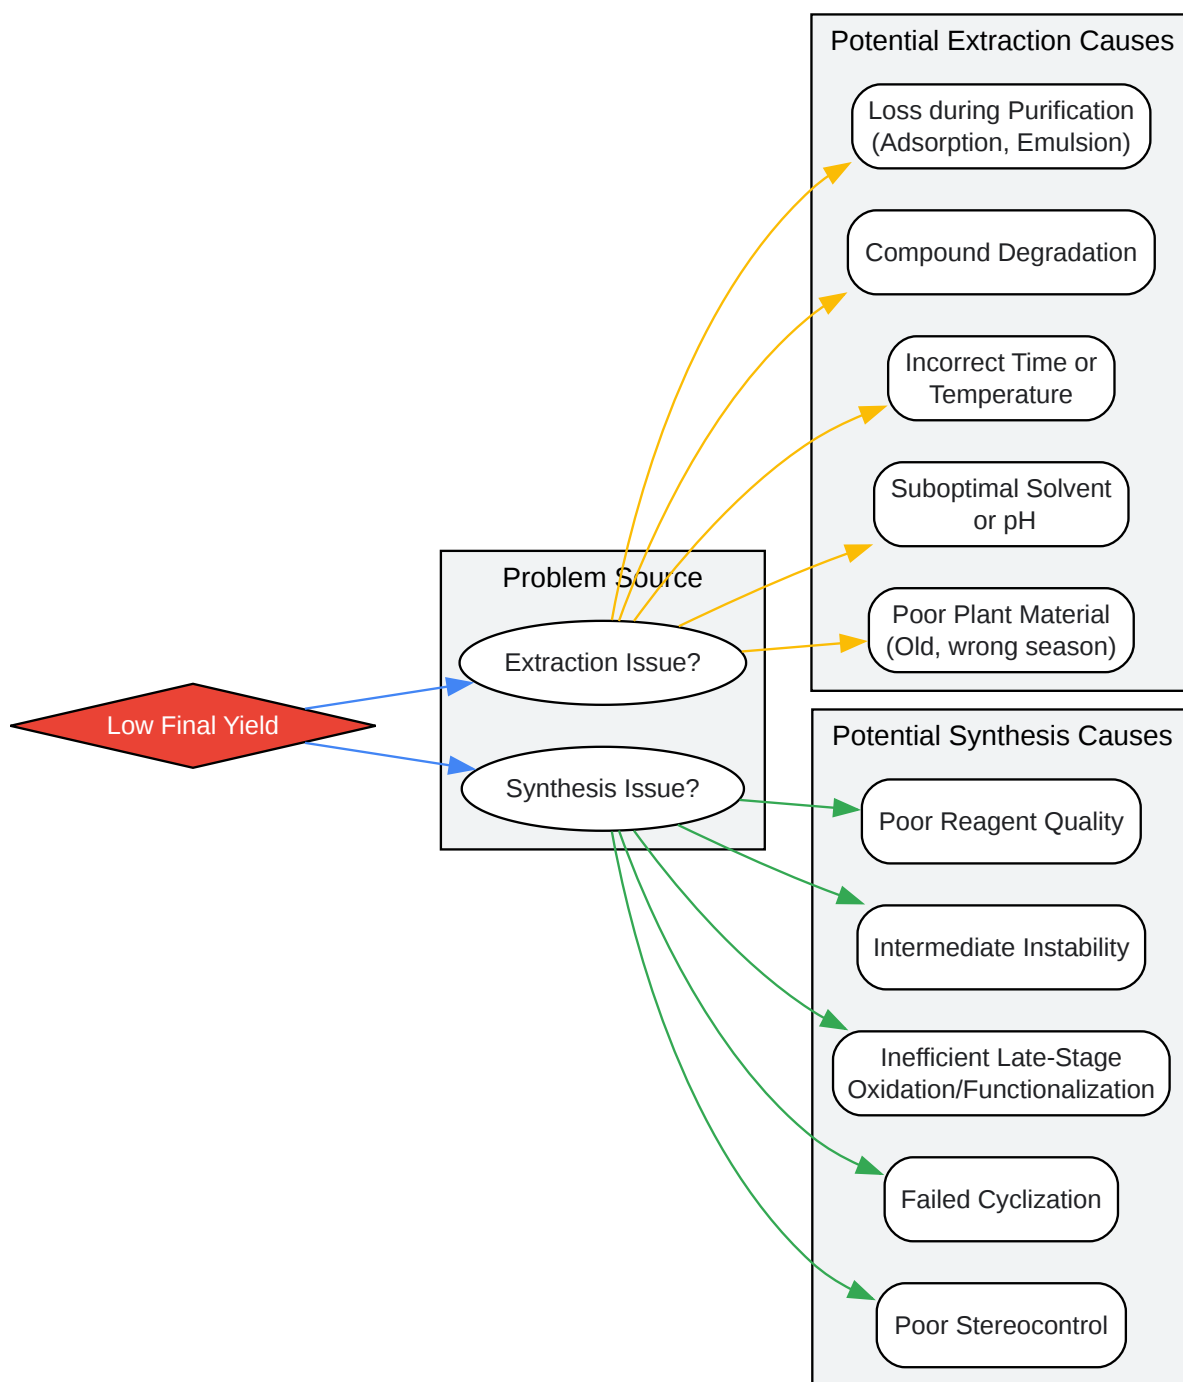 Potential Extraction Causes
Loss during Purification
(Adsorption, Emulsion)
Compound Degradation
Incorrect Time or
Temperature
Suboptimal Solvent
or pH
Poor Plant Material
(Old, wrong season)
Problem Source
Extraction Issue?
Synthesis Issue?
Low Final Yield
Potential Synthesis Causes
Poor Reagent Quality
Intermediate Instability
Inefficient Late-Stage
Oxidation/Functionalization
Failed Cyclization
Poor Stereocontrol